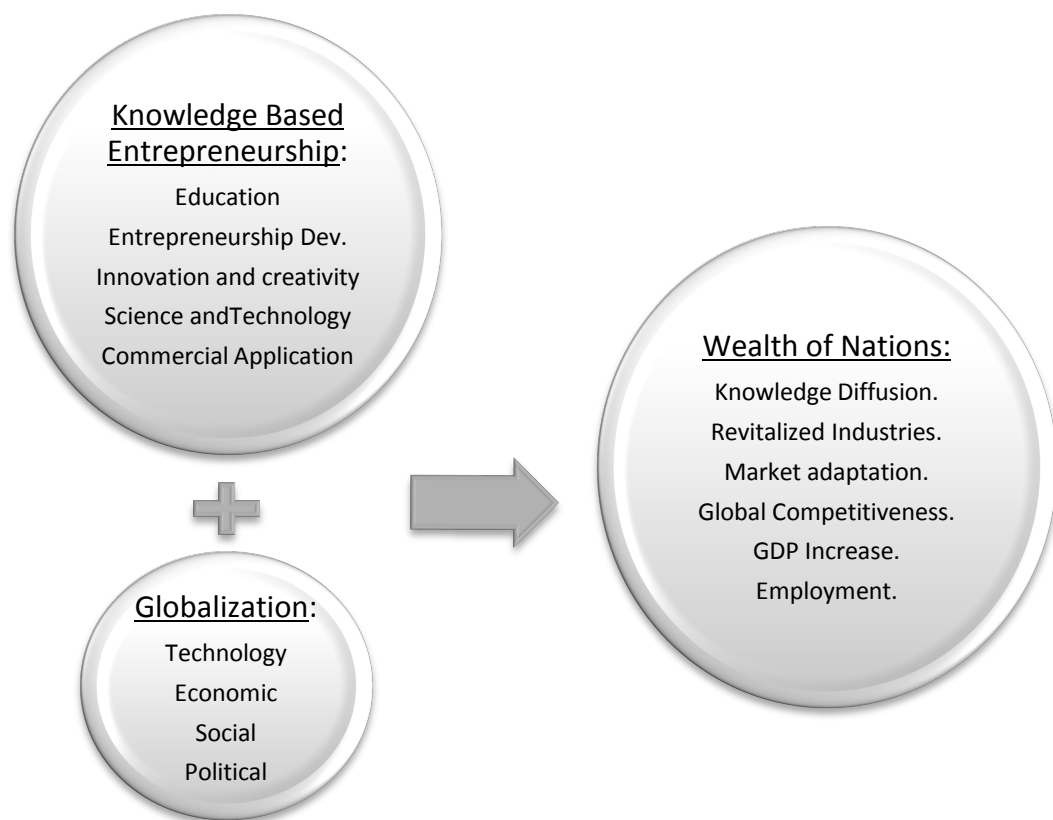 Knowledge Based
Entrepreneurship:
Education
Entrepreneurship Dev.
Innovation and creativity
Science andTechnology
Commercial Application
Globalization:
Technology
Economic
Social
Political
Wealth of Nations:
Knowledge Diffusion.
Revitalized Industries.
Market adaptation.
Global Competitiveness.
GDP Increase.
Employment.